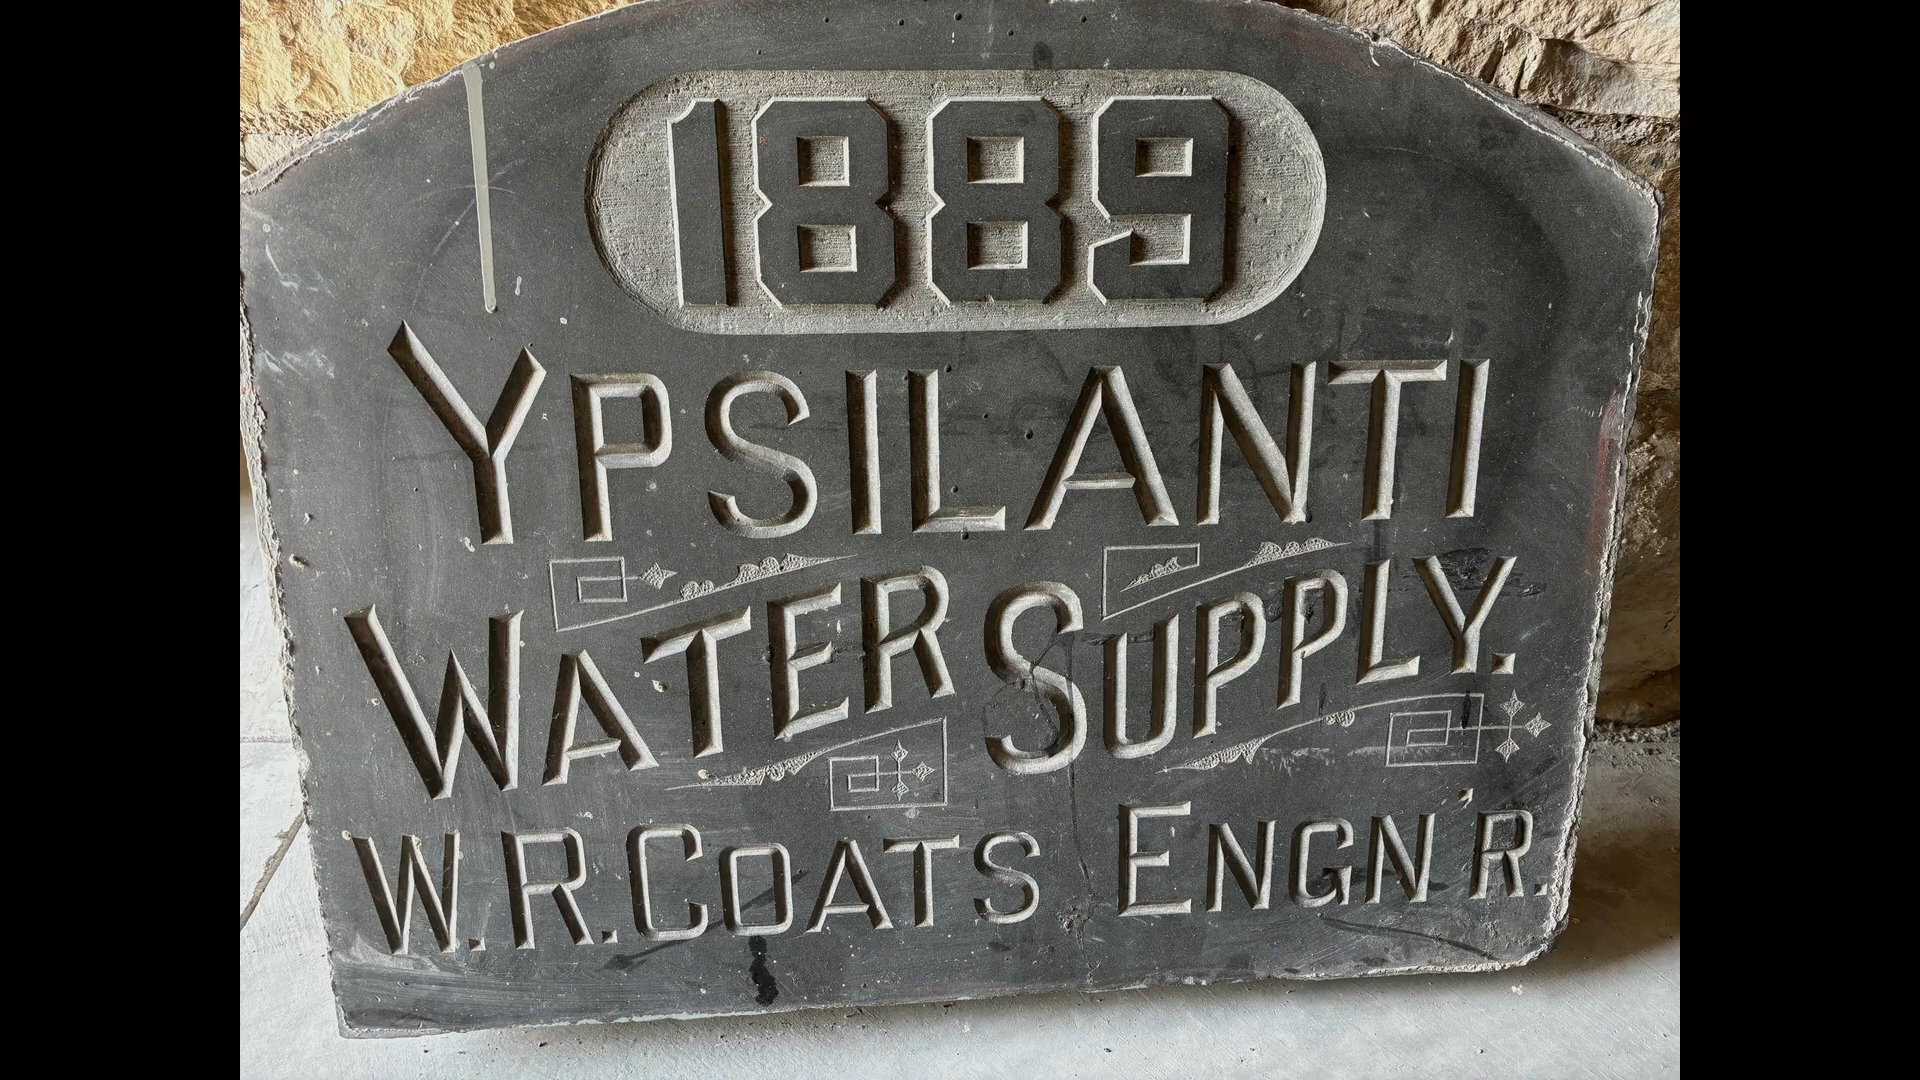 1889
YPSILANTI
WATER SUPPLY.
W. R. COATS ENGN'R.